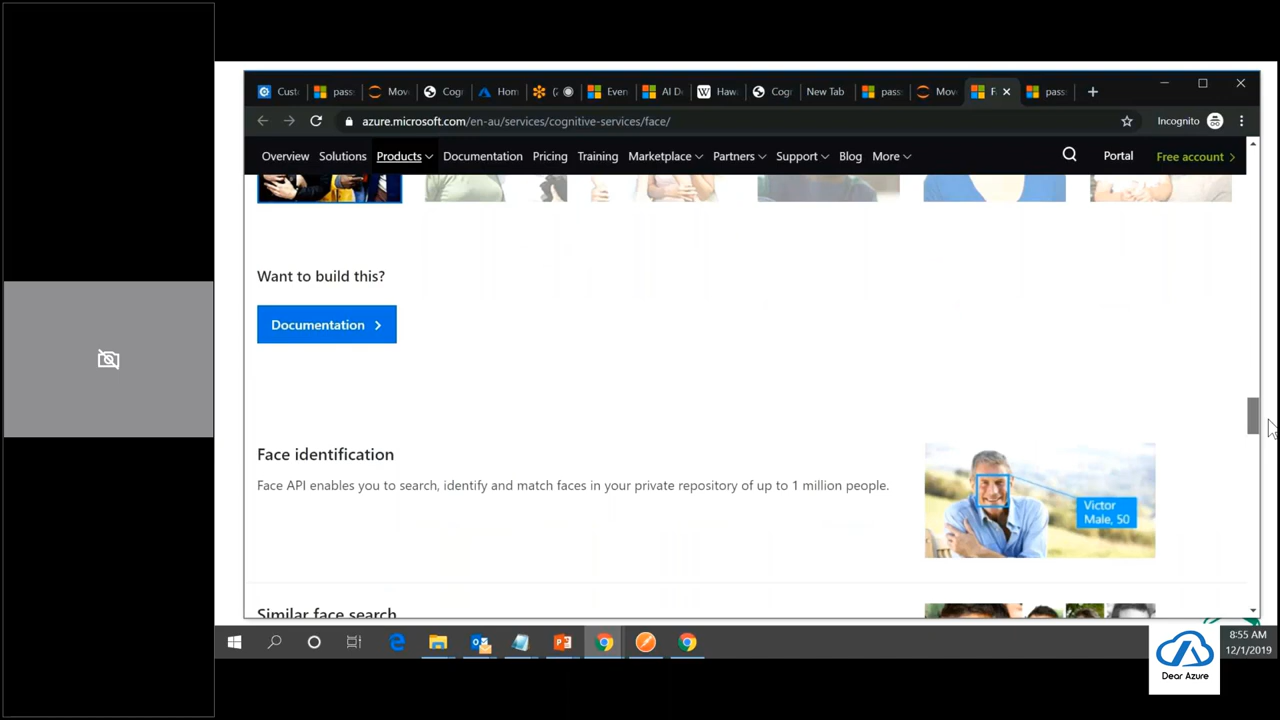 Cust
pass
Mov
Cog
Hom
(2
Even
AI D
Haw
Cog
New Tab
pass
Mov
F
pass
azure.microsoft.com/en-au/services/cognitive-services/face/
Incognito
Overview
Solutions
Products
Documentation
Pricing
Training
Marketplace
Partners
Support
Blog
More
Portal
Free account
Want to build this?
Documentation
Face identification
Face API enables you to search, identify and match faces in your private repository of up to 1 million people.
Victor
Male, 50
Similar face search
8:55 AM
12/1/2019
Dear Azure